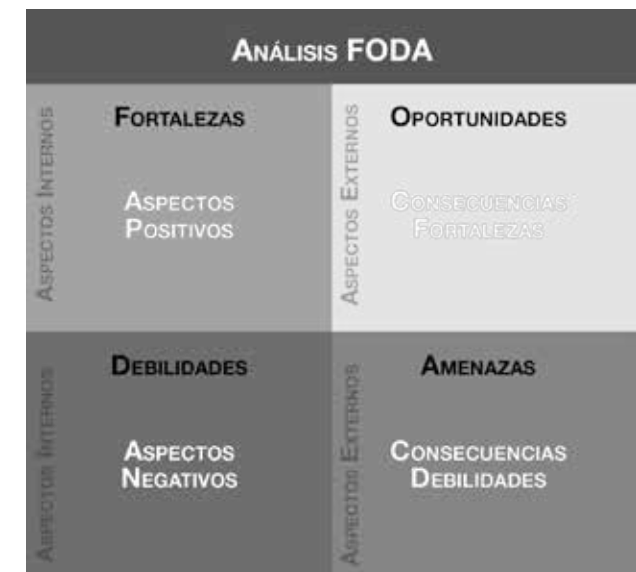 ANÁLISIS FODA
ASPECTOS INTERNOS
FORTALEZAS
ASPECTOS
POSITIVOS
ASPECTOS EXTERNOS
OPORTUNIDADES
CONSECUENCIAS
FORTALEZAS
ASPECTOS INTERNOS
DEBILIDADES
ASPECTOS
NEGATIVOS
ASPECTOS EXTERNOS
AMENAZAS
CONSECUENCIAS
DEBILIDADES